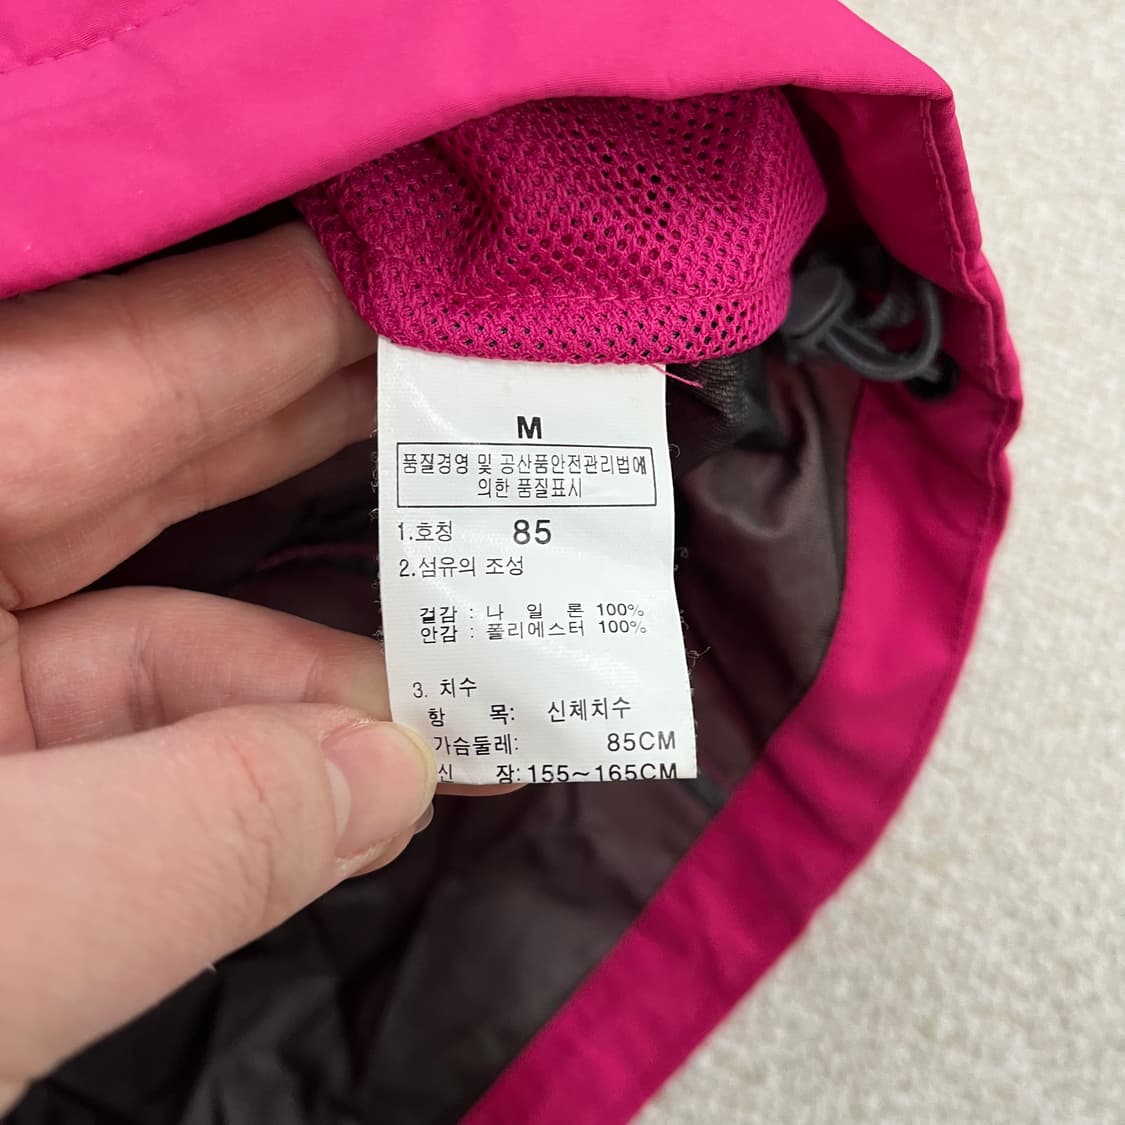 M
품질경영 및 공산품안전관리법에
의한 품질표시
1.호칭 85
2.섬유의 조성
겉감 : 나 일 론 100%
안감 : 폴리에스터 100%
3. 치수
항 목: 신체치수
가슴둘레: 85CM
신 장: 155~165CM